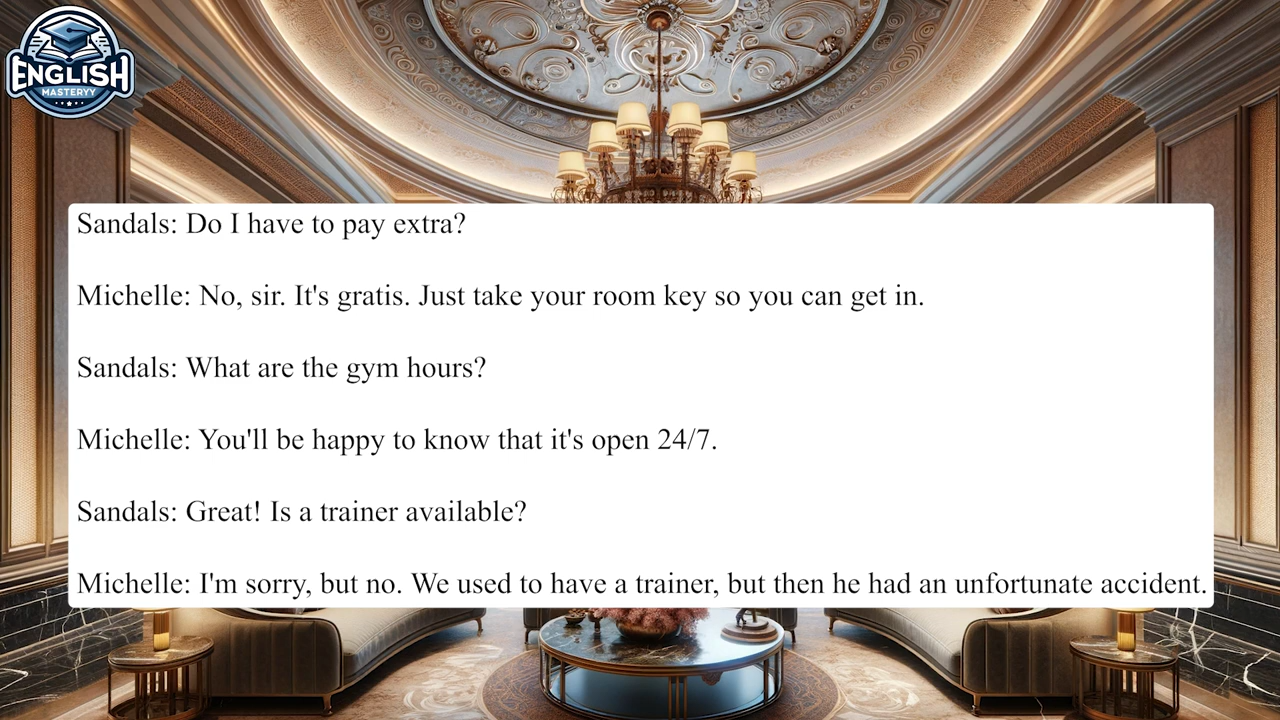 ENGLISH
MASTERYY
Sandals: Do I have to pay extra?
Michelle: No, sir. It's gratis. Just take your room key so you can get in.
Sandals: What are the gym hours?
Michelle: You'll be happy to know that it's open 24/7.
Sandals: Great! Is a trainer available?
Michelle: I'm sorry, but no. We used to have a trainer, but then he had an unfortunate accident.